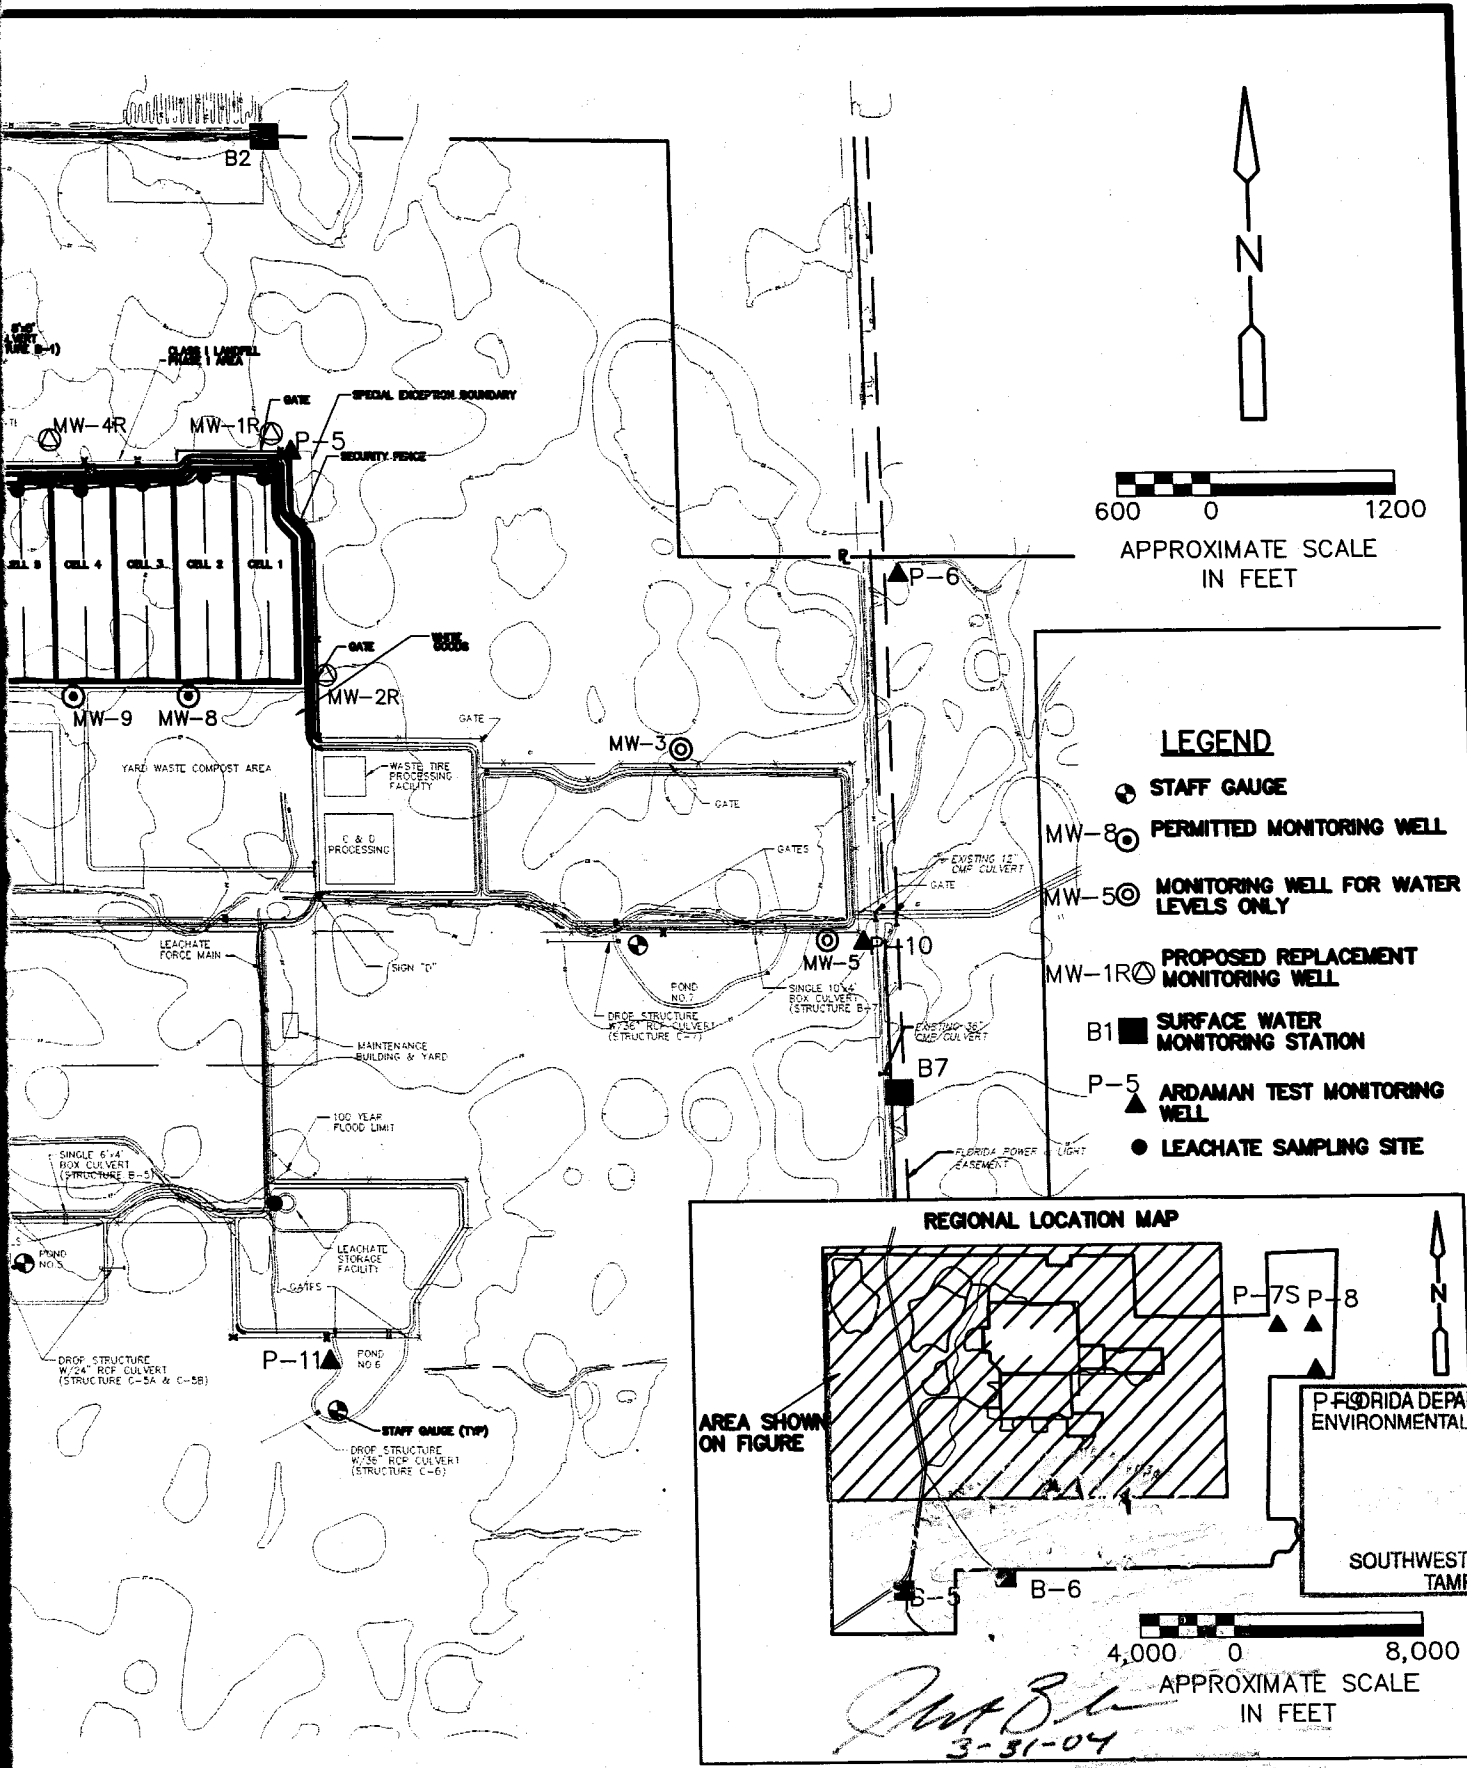 B2
N
600 0 1200
APPROXIMATE SCALE
IN FEET
CLASS I LANDFILL
PHASE I AREA
GATE
SPECIAL EXCEPTION BOUNDARY
MW-4R
MW-1R
P-5
SECURITY FENCE
CELL 4
CELL 3
CELL 2
CELL 1
P-6
GATE
WHITE
GOODS
MW-2R
MW-9
MW-8
GATE
MW-3
YARD WASTE COMPOST AREA
WASTE TIRE
PROCESSING
FACILITY
GATE
C & D
PROCESSING
GATES
EXISTING 12"
CMP CULVERT
GATE
LEACHATE
FORCE MAIN
SIGN "D"
MW-5
P-10
POND
NO.7
SINGLE 10'x4'
BOX CULVERT
(STRUCTURE B-7)
DROP STRUCTURE
W/36" RCP CULVERT
(STRUCTURE C-7)
EXISTING 36"
CMP CULVERT
MAINTENANCE
BUILDING & YARD
B7
100 YEAR
FLOOD LIMIT
SINGLE 6'x4'
BOX CULVERT
(STRUCTURE B-5)
FLORIDA POWER & LIGHT
EASEMENT
LEACHATE
STORAGE
FACILITY
GATES
POND
NO.5
DROP STRUCTURE
W/24" RCP CULVERT
(STRUCTURE C-5A & C-5B)
P-11
POND
NO 6
STAFF GAUGE (TYP)
DROP STRUCTURE
W/36" RCP CULVERT
(STRUCTURE C-6)
LEGEND
STAFF GAUGE
MW-8 PERMITTED MONITORING WELL
MW-5 MONITORING WELL FOR WATER
LEVELS ONLY
MW-1R PROPOSED REPLACEMENT
MONITORING WELL
B1 SURFACE WATER
MONITORING STATION
P-5 ARDAMAN TEST MONITORING
WELL
LEACHATE SAMPLING SITE
REGIONAL LOCATION MAP
P-7S P-8
N
AREA SHOWN
ON FIGURE
FLORIDA DEPA
ENVIRONMENTAL
SOUTHWEST
TAM
B-6
4,000 0 8,000
APPROXIMATE SCALE
IN FEET
3-31-04